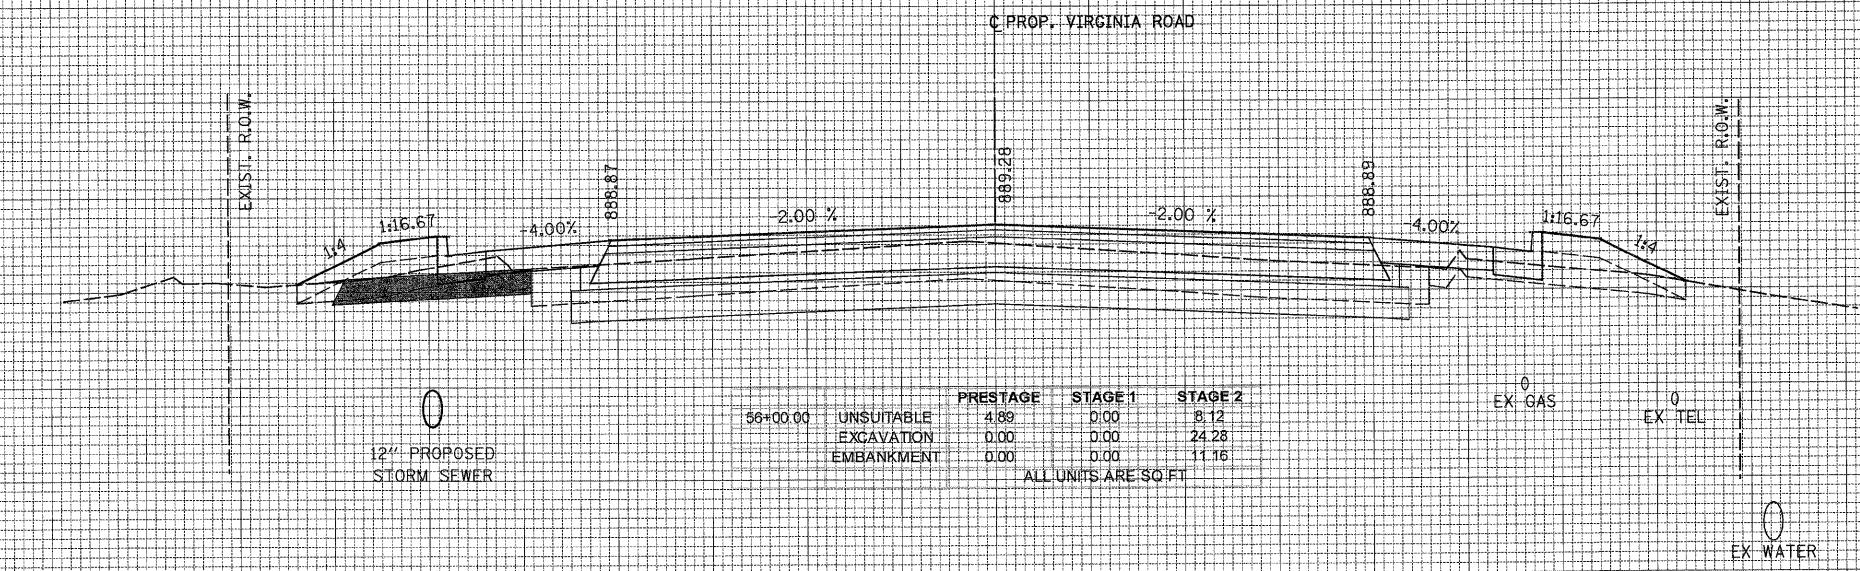 ℄ PROP. VIRGINIA ROAD
EXIST. R.O.W.
1:4
1:16.67
-4.00%
888.87
-2.00 %
889.28
-2.00 %
888.89
-4.00%
1:16.67
1:4
EXIST. R.O.W.
12" PROPOSED
STORM SEWER
PRESTAGE STAGE 1 STAGE 2
56+00.00 UNSUITABLE 4.89 0.00 8.12
EXCAVATION 0.00 0.00 24.28
EMBANKMENT 0.00 0.00 11.16
ALL UNITS ARE SQ FT
EX GAS
EX TEL
EX WATER